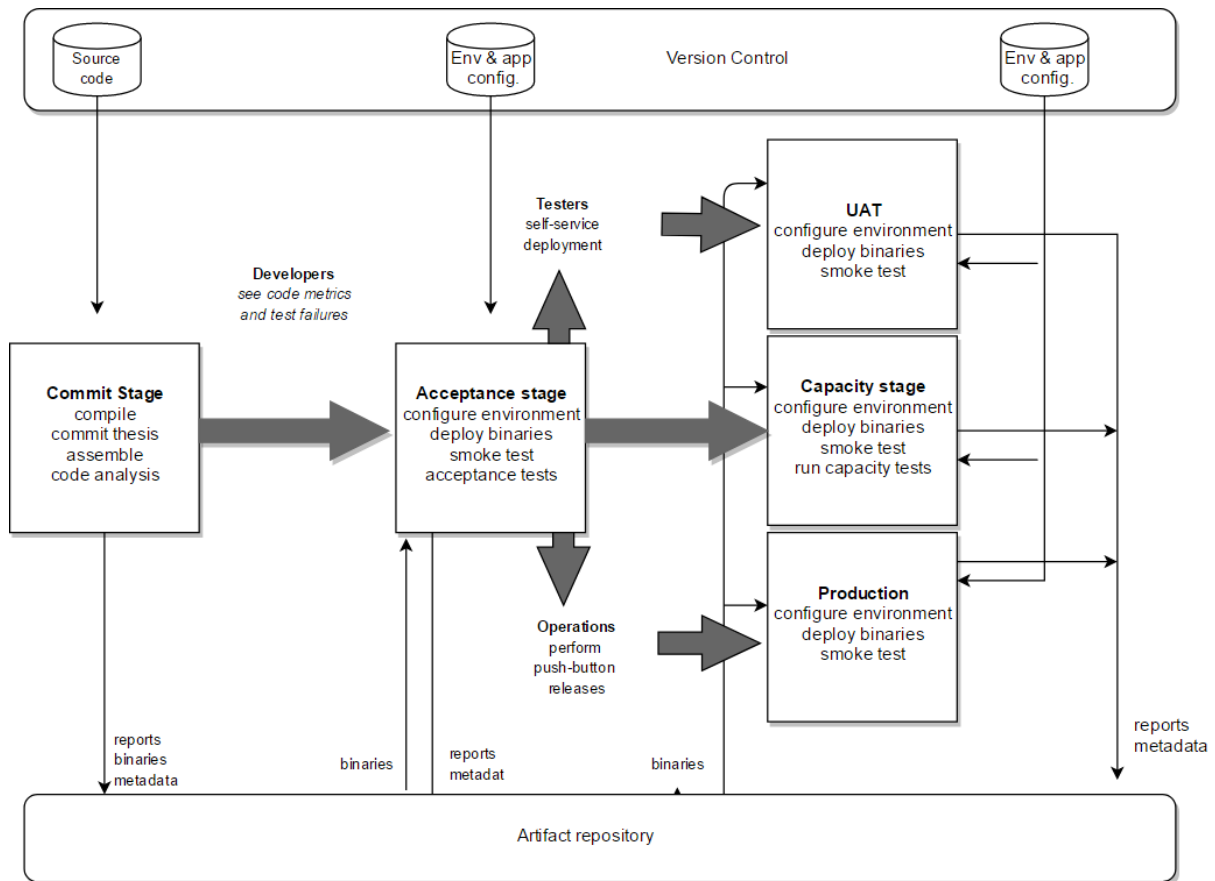 Source
code
Env & app
config.
Version Control
Env & app
config.
Testers
self-service
deployment
UAT
configure environment
deploy binaries
smoke test
Developers
see code metrics
and test failures
Commit Stage
compile
commit thesis
assemble
code analysis
Acceptance stage
configure environment
deploy binaries
smoke test
acceptance tests
Capacity stage
configure environment
deploy binaries
smoke test
run capacity tests
Operations
perform
push-button
releases
Production
configure environment
deploy binaries
smoke test
reports
binaries
metadata
binaries
reports
metadat
binaries
reports
metadata
Artifact repository